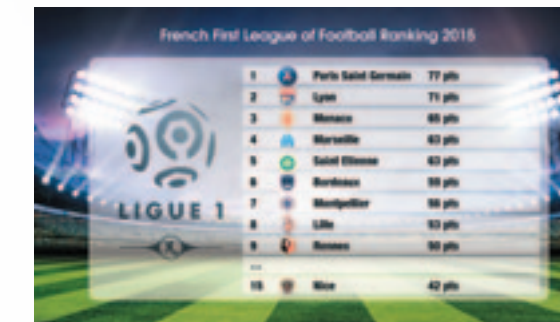 French First League of Football Ranking 2015
1 Paris Saint Germain 77 pts
2 Lyon 71 pts
3 Monaco 65 pts
4 Marseille 63 pts
5 Saint Etienne 63 pts
6 Bordeaux 59 pts
7 Montpellier 56 pts
8 Lille 53 pts
9 Rennes 50 pts
...
15 Nice 42 pts
LIGUE 1